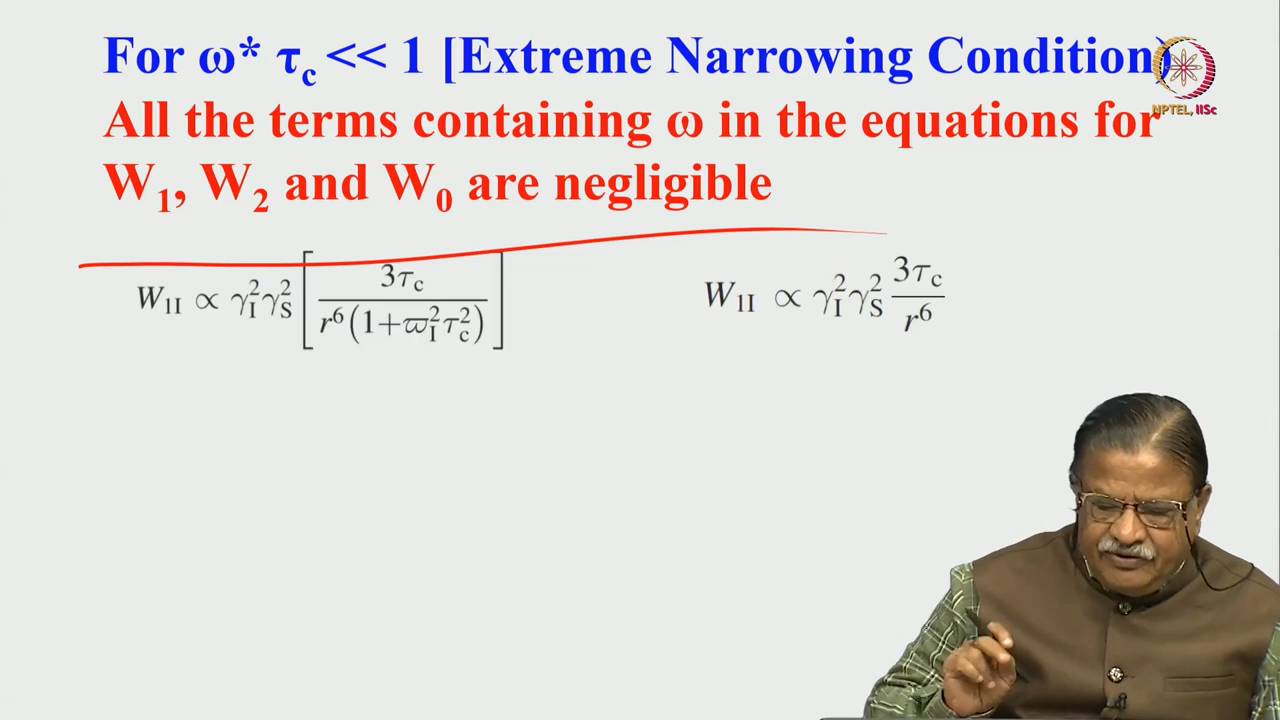 For ω* τc << 1 [Extreme Narrowing Condition)
NPTEL, IISc
All the terms containing ω in the equations for
W1, W2 and W0 are negligible
W1I ∝ γI²γS² [ 3τc / r⁶(1+ϖI²τc²) ]
W1I ∝ γI²γS² 3τc / r⁶